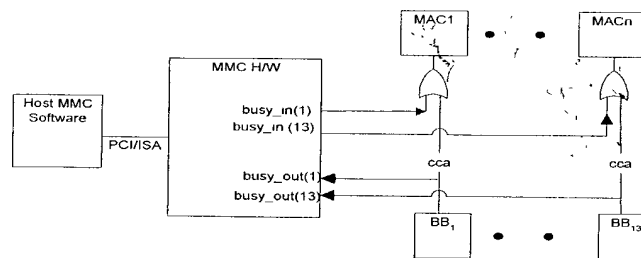 MAC1
MACn
MMC H/W
busy_in(1)
busy_in (13)
Host MMC
Software
PCI/ISA
cca
cca
busy_out(1)
busy_out(13)
BB1
BB13